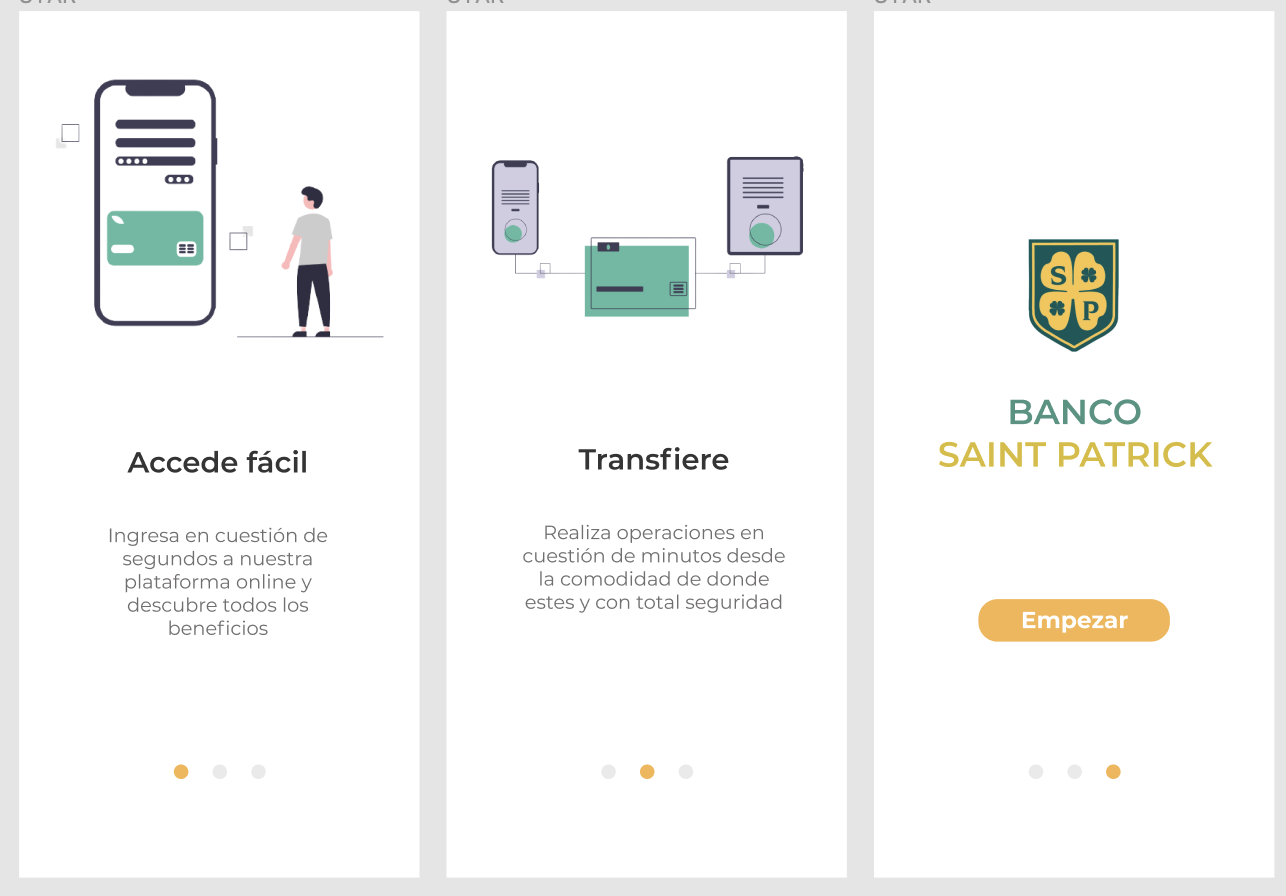 Accede fácil
Ingresa en cuestión de
segundos a nuestra
plataforma online y
descubre todos los
beneficios
Transfiere
Realiza operaciones en
cuestión de minutos desde
la comodidad de donde
estes y con total seguridad
S
P
BANCO
SAINT PATRICK
Empezar